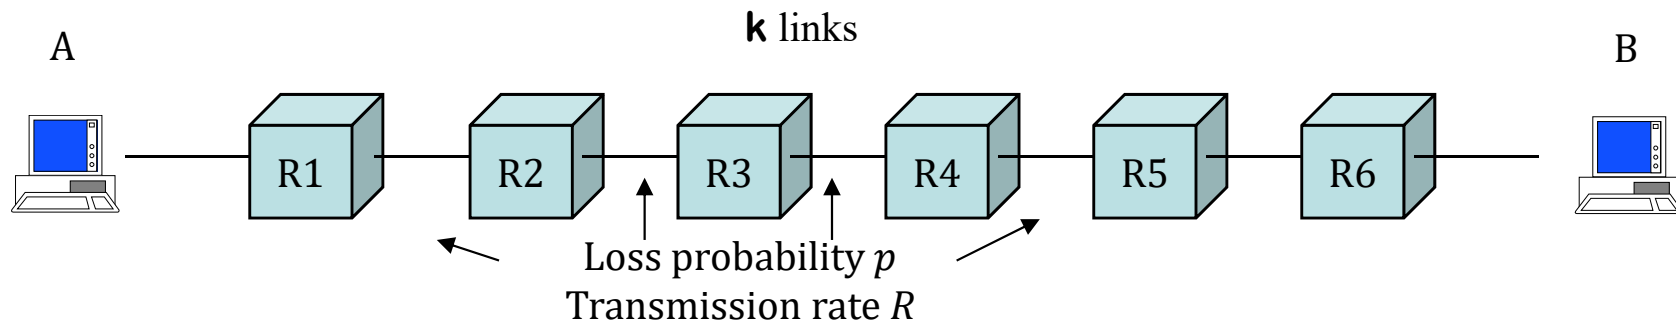 k links
A
B
R1
R2
R3
R4
R5
R6
Loss probability p
Transmission rate R